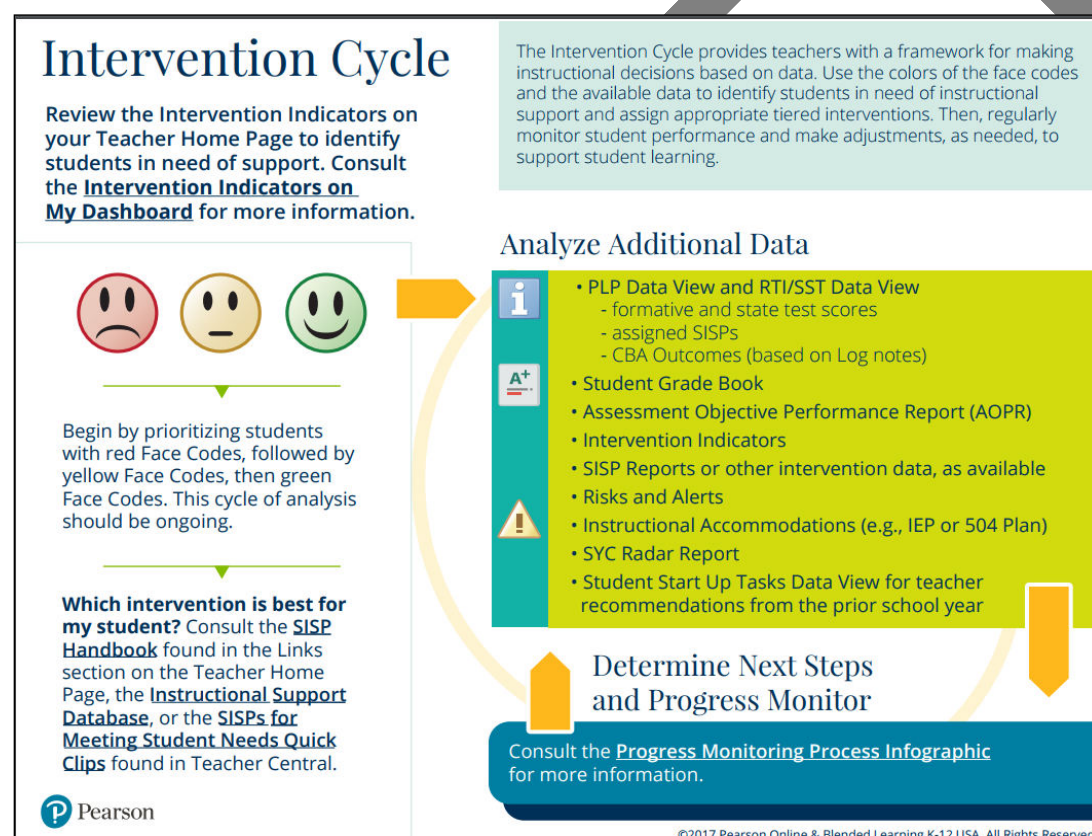 Intervention Cycle
Review the Intervention Indicators on
your Teacher Home Page to identify
students in need of support. Consult
the Intervention Indicators on
My Dashboard for more information.
The Intervention Cycle provides teachers with a framework for making
instructional decisions based on data. Use the colors of the face codes
and the available data to identify students in need of instructional
support and assign appropriate tiered interventions. Then, regularly
monitor student performance and make adjustments, as needed, to
support student learning.
Begin by prioritizing students
with red Face Codes, followed by
yellow Face Codes, then green
Face Codes. This cycle of analysis
should be ongoing.
Which intervention is best for
my student? Consult the SISP
Handbook found in the Links
section on the Teacher Home
Page, the Instructional Support
Database, or the SISPs for
Meeting Student Needs Quick
Clips found in Teacher Central.
Analyze Additional Data
i
A+
!
• PLP Data View and RTI/SST Data View
- formative and state test scores
- assigned SISPs
- CBA Outcomes (based on Log notes)
• Student Grade Book
• Assessment Objective Performance Report (AOPR)
• Intervention Indicators
• SISP Reports or other intervention data, as available
• Risks and Alerts
• Instructional Accommodations (e.g., IEP or 504 Plan)
• SYC Radar Report
• Student Start Up Tasks Data View for teacher
recommendations from the prior school year
Determine Next Steps
and Progress Monitor
Consult the Progress Monitoring Process Infographic
for more information.
P Pearson
©2017 Pearson Online & Blended Learning K-12 USA. All Rights Reserved